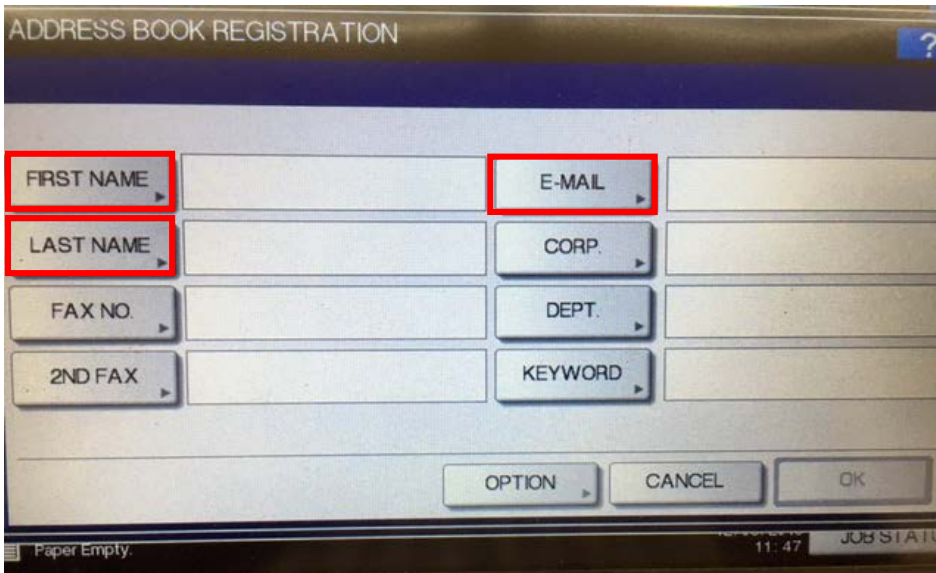 ADDRESS BOOK REGISTRATION
?
FIRST NAME
E-MAIL
LAST NAME
CORP.
FAX NO.
DEPT.
2ND FAX
KEYWORD
OPTION
CANCEL
OK
Paper Empty.
11:47
JOB STATU